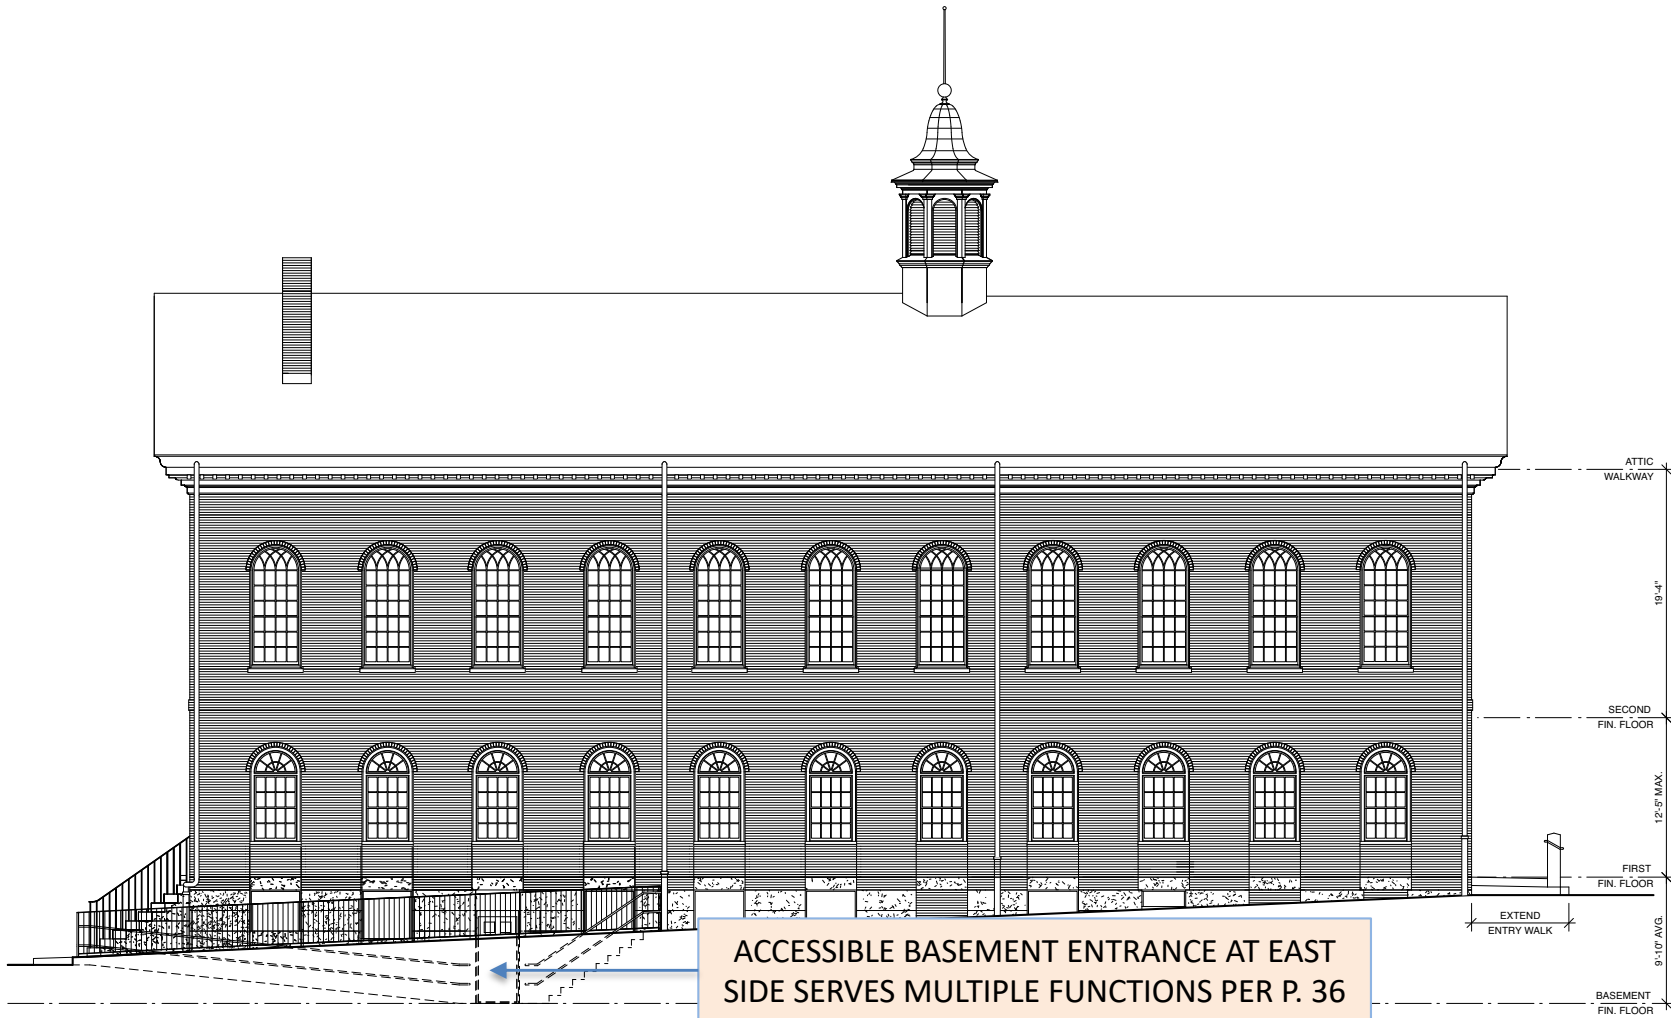 ATTIC
WALKWAY
19'-4"
SECOND
FIN. FLOOR
12'-5" MAX.
FIRST
FIN. FLOOR
EXTEND
ENTRY WALK
9'-10" AVG.
ACCESSIBLE BASEMENT ENTRANCE AT EAST
SIDE SERVES MULTIPLE FUNCTIONS PER P. 36
BASEMENT
FIN. FLOOR